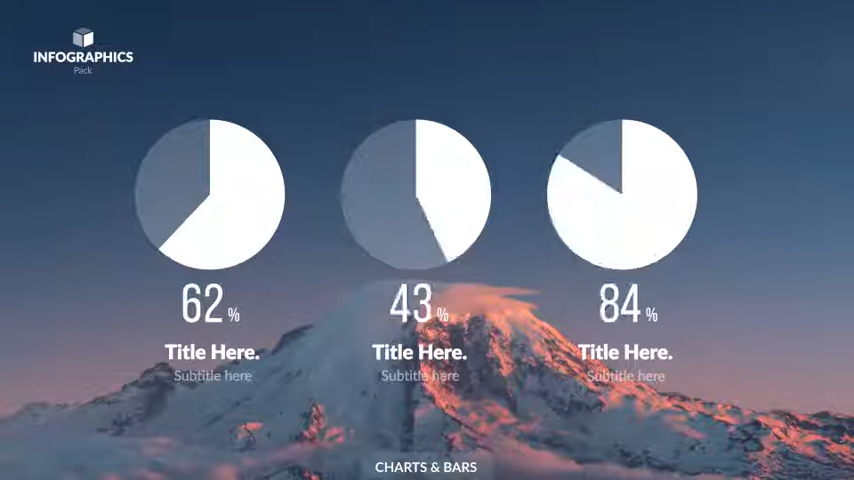 INFOGRAPHICS
Pack
62 %
43 %
84 %
Title Here.
Title Here.
Title Here.
Subtitle here
Subtitle here
Subtitle here
CHARTS & BARS